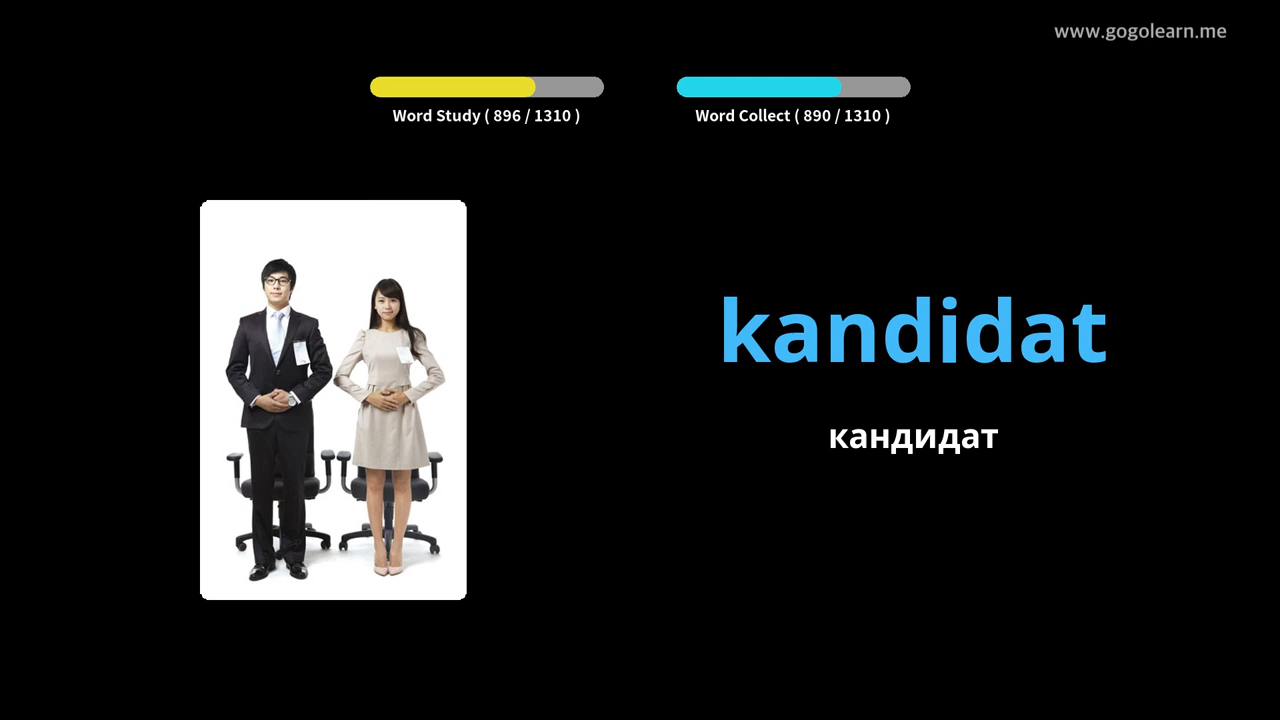 www.gogolearn.me
Word Study ( 896 / 1310 )
Word Collect ( 890 / 1310 )
kandidat
кандидат